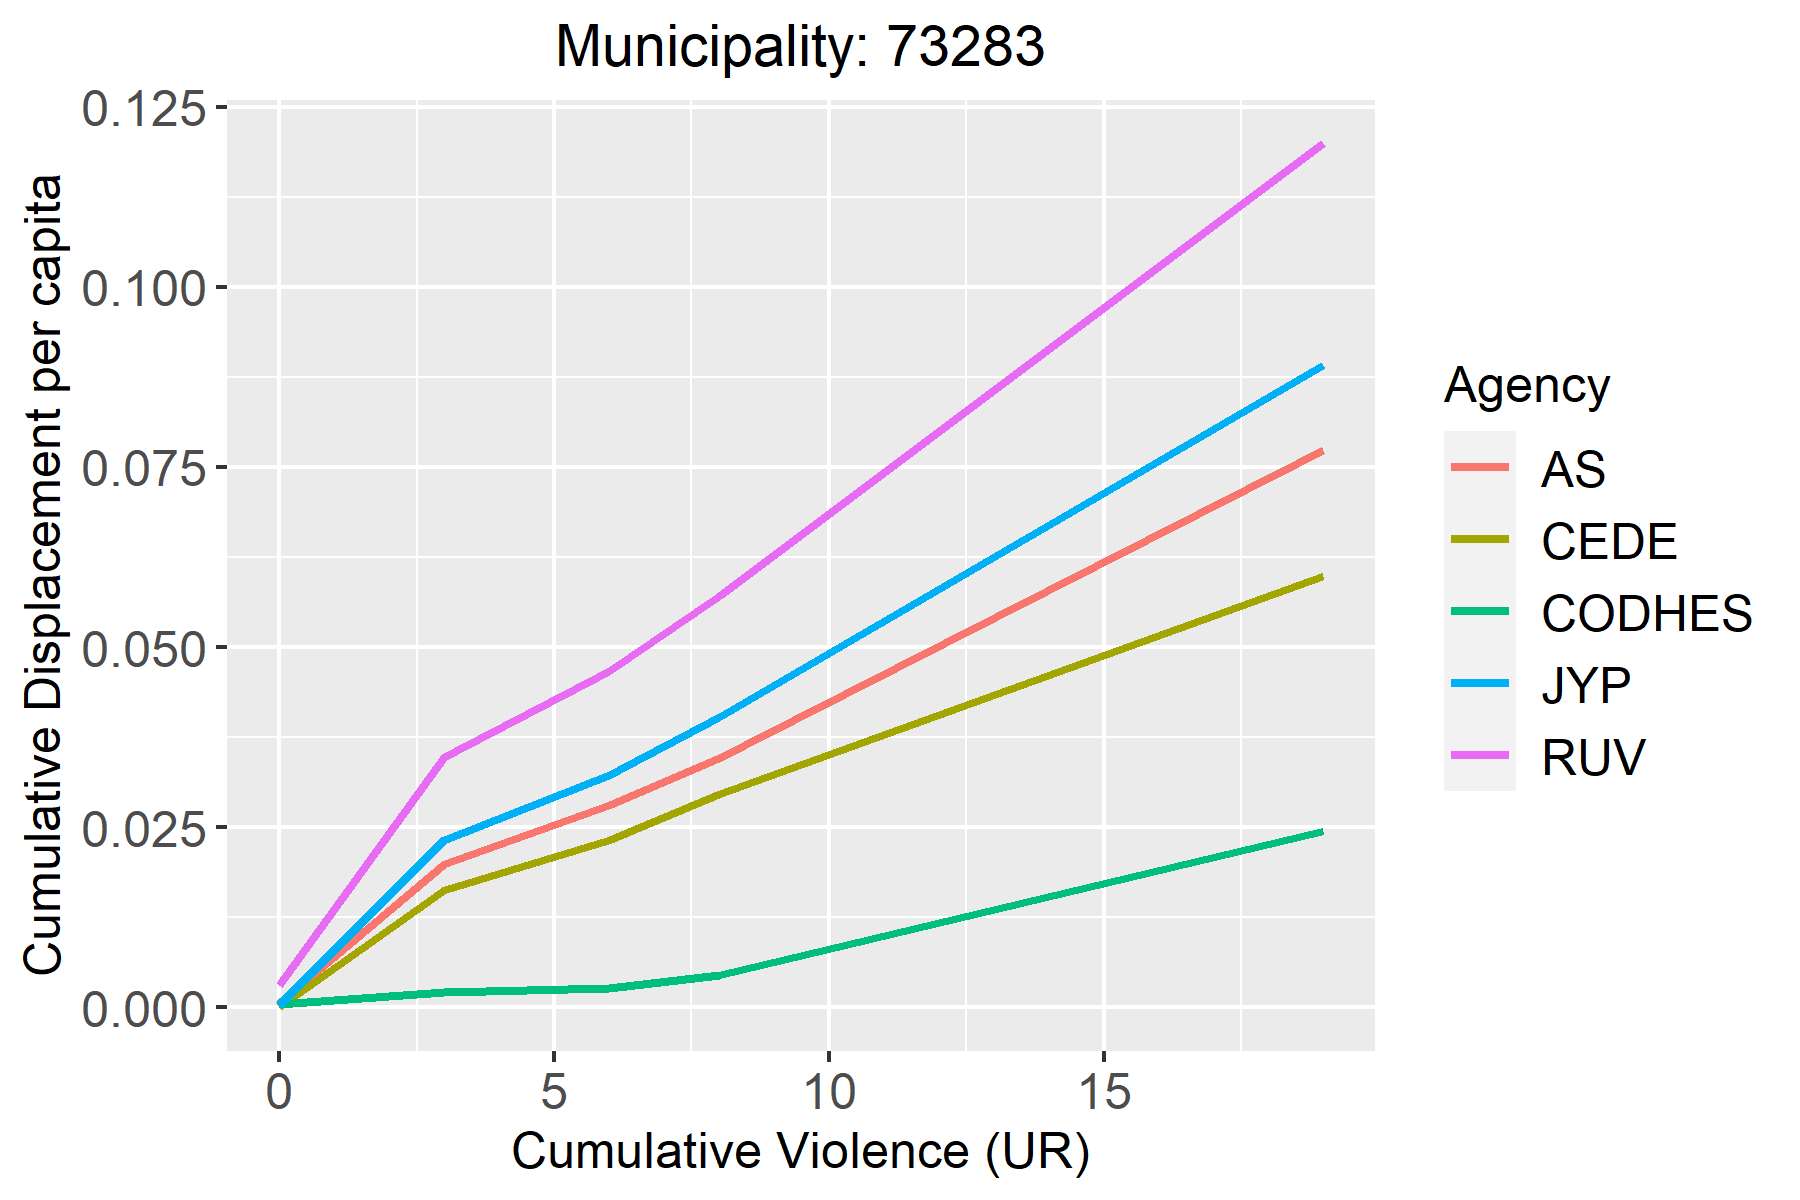 Municipality: 73283
Cumulative Displacement per capita
0.125
0.100
0.075
0.050
0.025
0.000
0 5 10 15
Cumulative Violence (UR)
Agency
AS
CEDE
CODHES
JYP
RUV